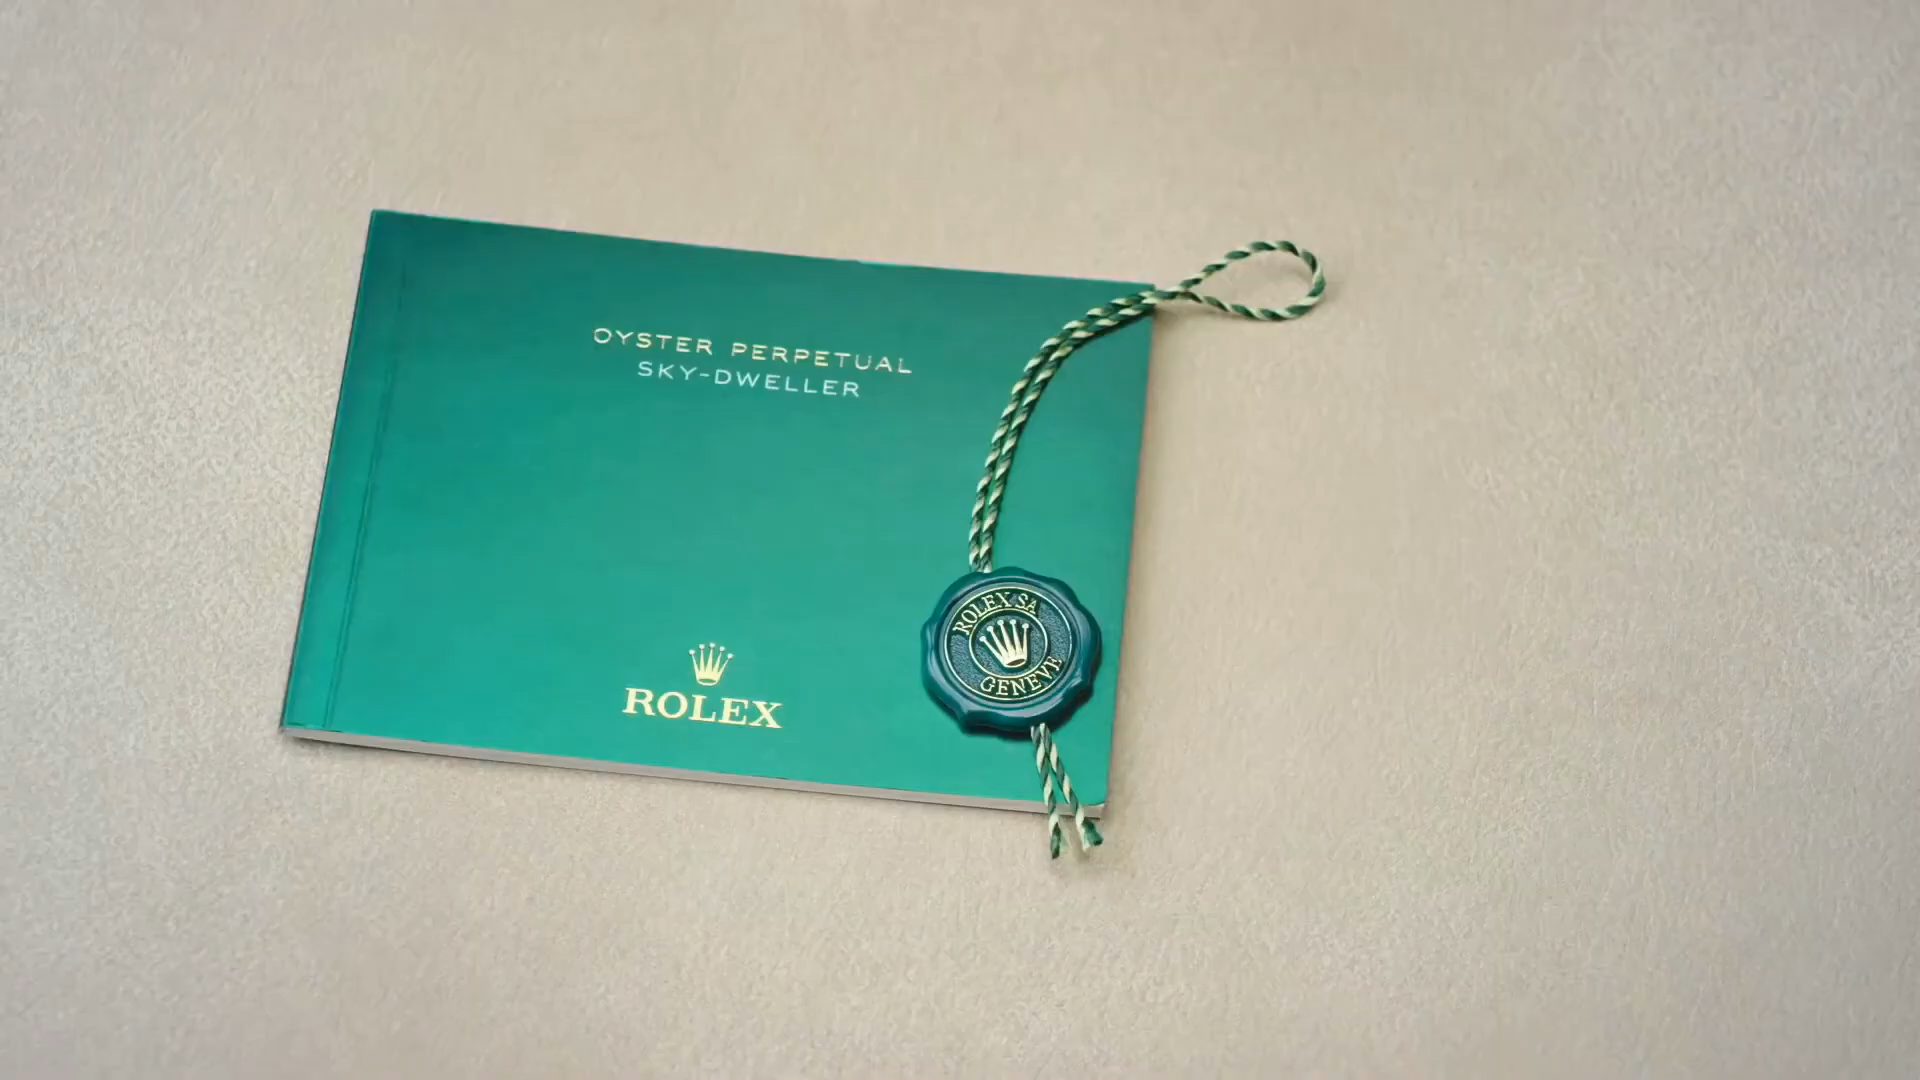 OYSTER PERPETUAL
SKY-DWELLER
ROLEX SA
GENEVE
ROLEX